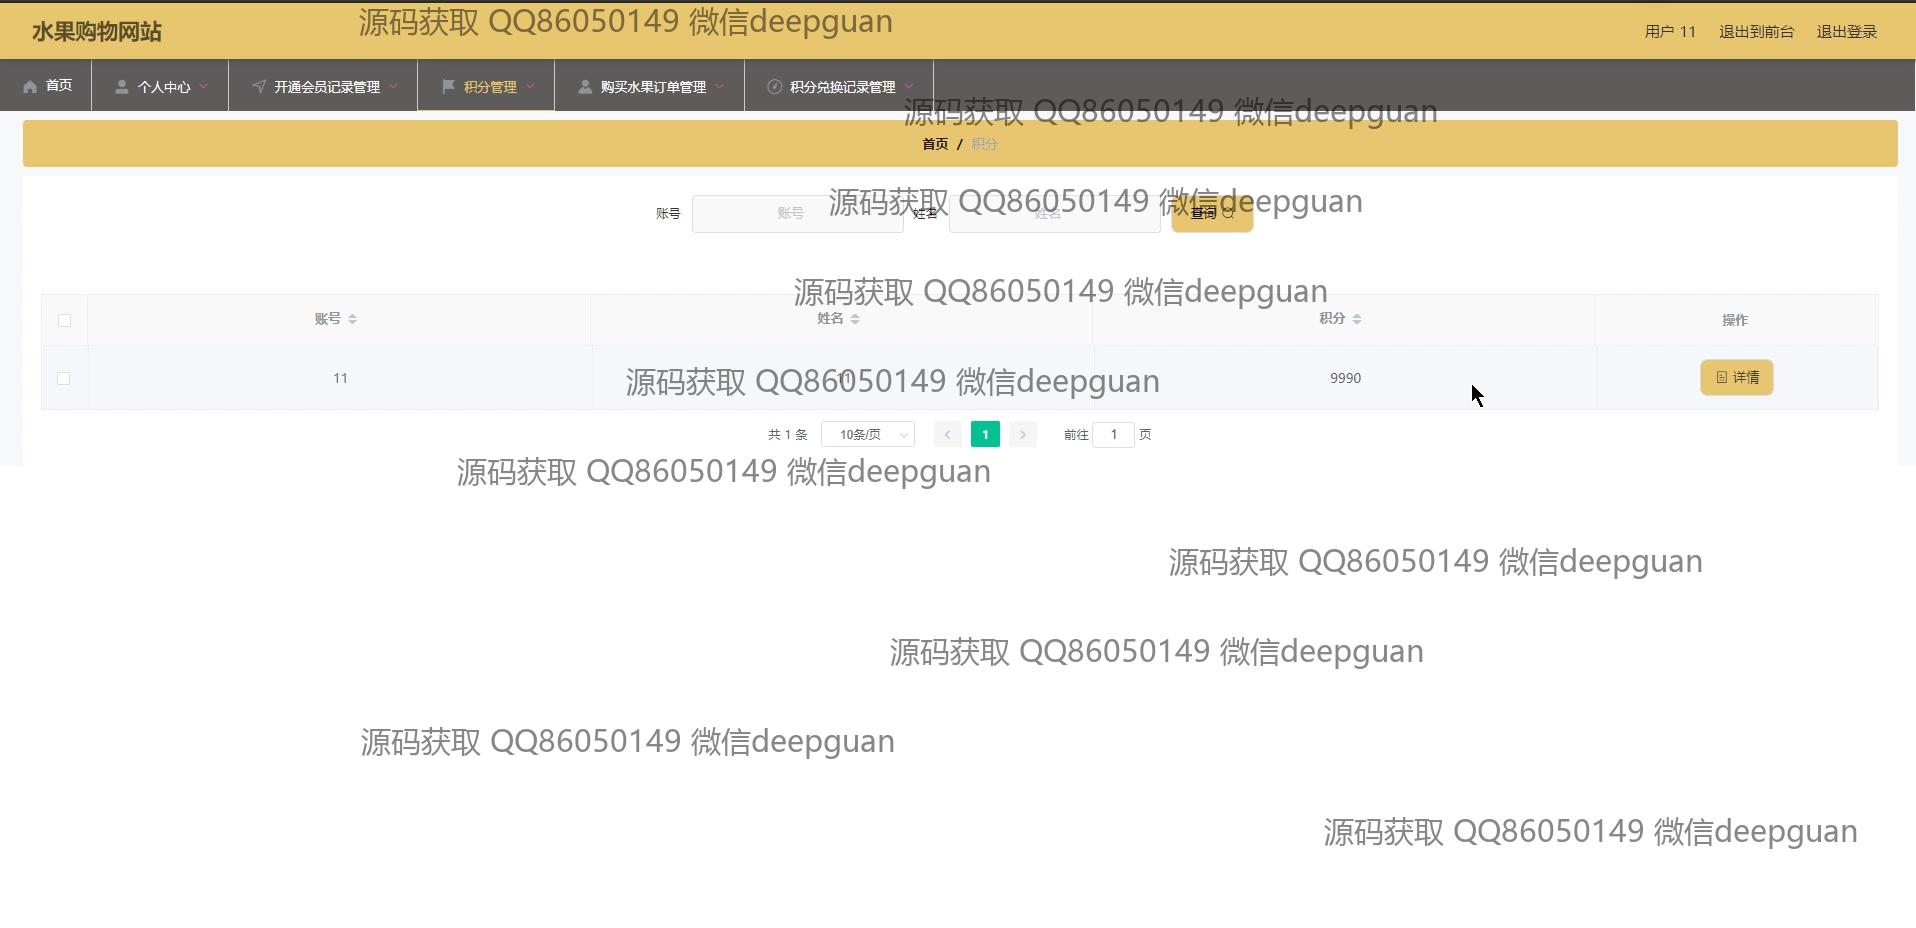 水果购物网站
源码获取 QQ86050149 微信deepguan
用户 11 退出到前台 退出登录
首页 个人中心 开通会员记录管理 积分管理 购买水果订单管理 积分兑换记录管理
源码获取 QQ86050149 微信deepguan
首页 / 积分
源码获取 QQ86050149 微信deepguan
账号 账号 姓名 姓名 查询
源码获取 QQ86050149 微信deepguan
账号 姓名 积分 操作
11 11 9990 详情
源码获取 QQ86050149 微信deepguan
共 1 条 10条/页 1 前往 1 页
源码获取 QQ86050149 微信deepguan
源码获取 QQ86050149 微信deepguan
源码获取 QQ86050149 微信deepguan
源码获取 QQ86050149 微信deepguan
源码获取 QQ86050149 微信deepguan